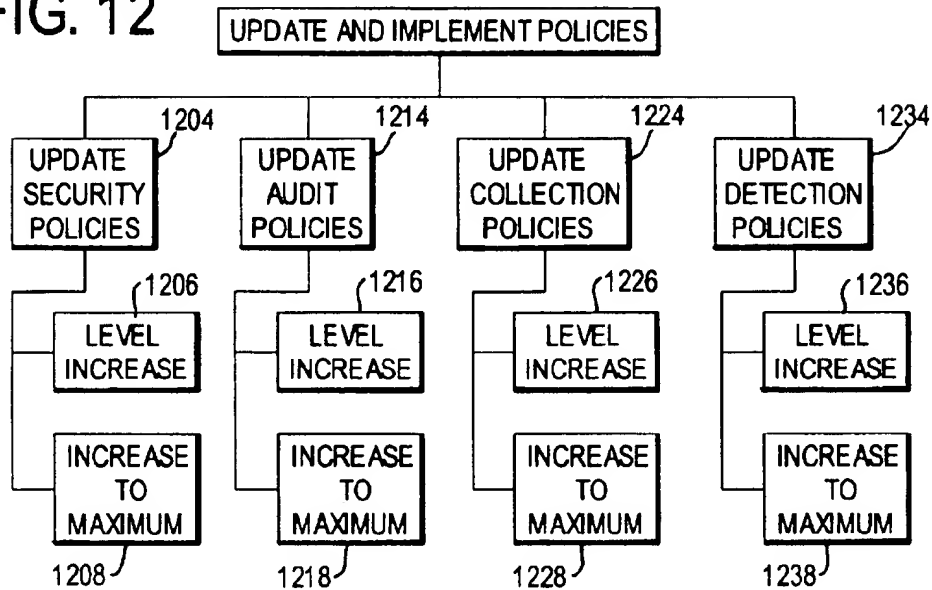 FIG. 12
UPDATE AND IMPLEMENT POLICIES
1204
1214
1224
1234
UPDATE
SECURITY
POLICIES
UPDATE
AUDIT
POLICIES
UPDATE
COLLECTION
POLICIES
UPDATE
DETECTION
POLICIES
1206
1216
1226
1236
LEVEL
INCREASE
LEVEL
INCREASE
LEVEL
INCREASE
LEVEL
INCREASE
INCREASE
TO
MAXIMUM
INCREASE
TO
MAXIMUM
INCREASE
TO
MAXIMUM
INCREASE
TO
MAXIMUM
1208
1218
1228
1238